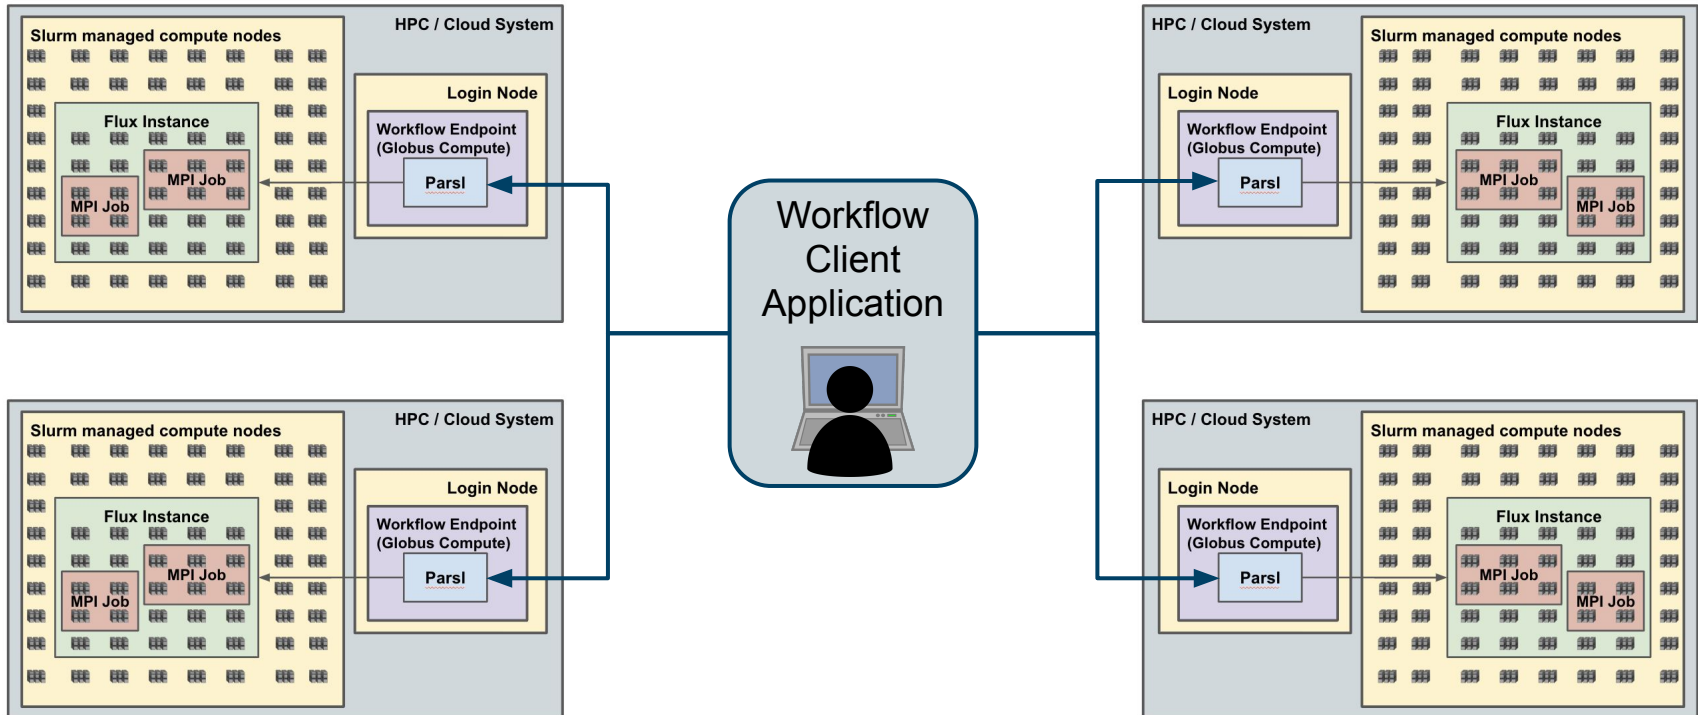 HPC / Cloud System
Slurm managed compute nodes
Login Node
Flux Instance
Workflow Endpoint
(Globus Compute)
MPI Job
Parsl
MPI Job
HPC / Cloud System
Slurm managed compute nodes
Login Node
Flux Instance
Workflow Endpoint
(Globus Compute)
MPI Job
Parsl
MPI Job
Workflow
Client
Application
HPC / Cloud System
Slurm managed compute nodes
Login Node
Flux Instance
Workflow Endpoint
(Globus Compute)
MPI Job
Parsl
MPI Job
HPC / Cloud System
Slurm managed compute nodes
Login Node
Flux Instance
Workflow Endpoint
(Globus Compute)
MPI Job
Parsl
MPI Job